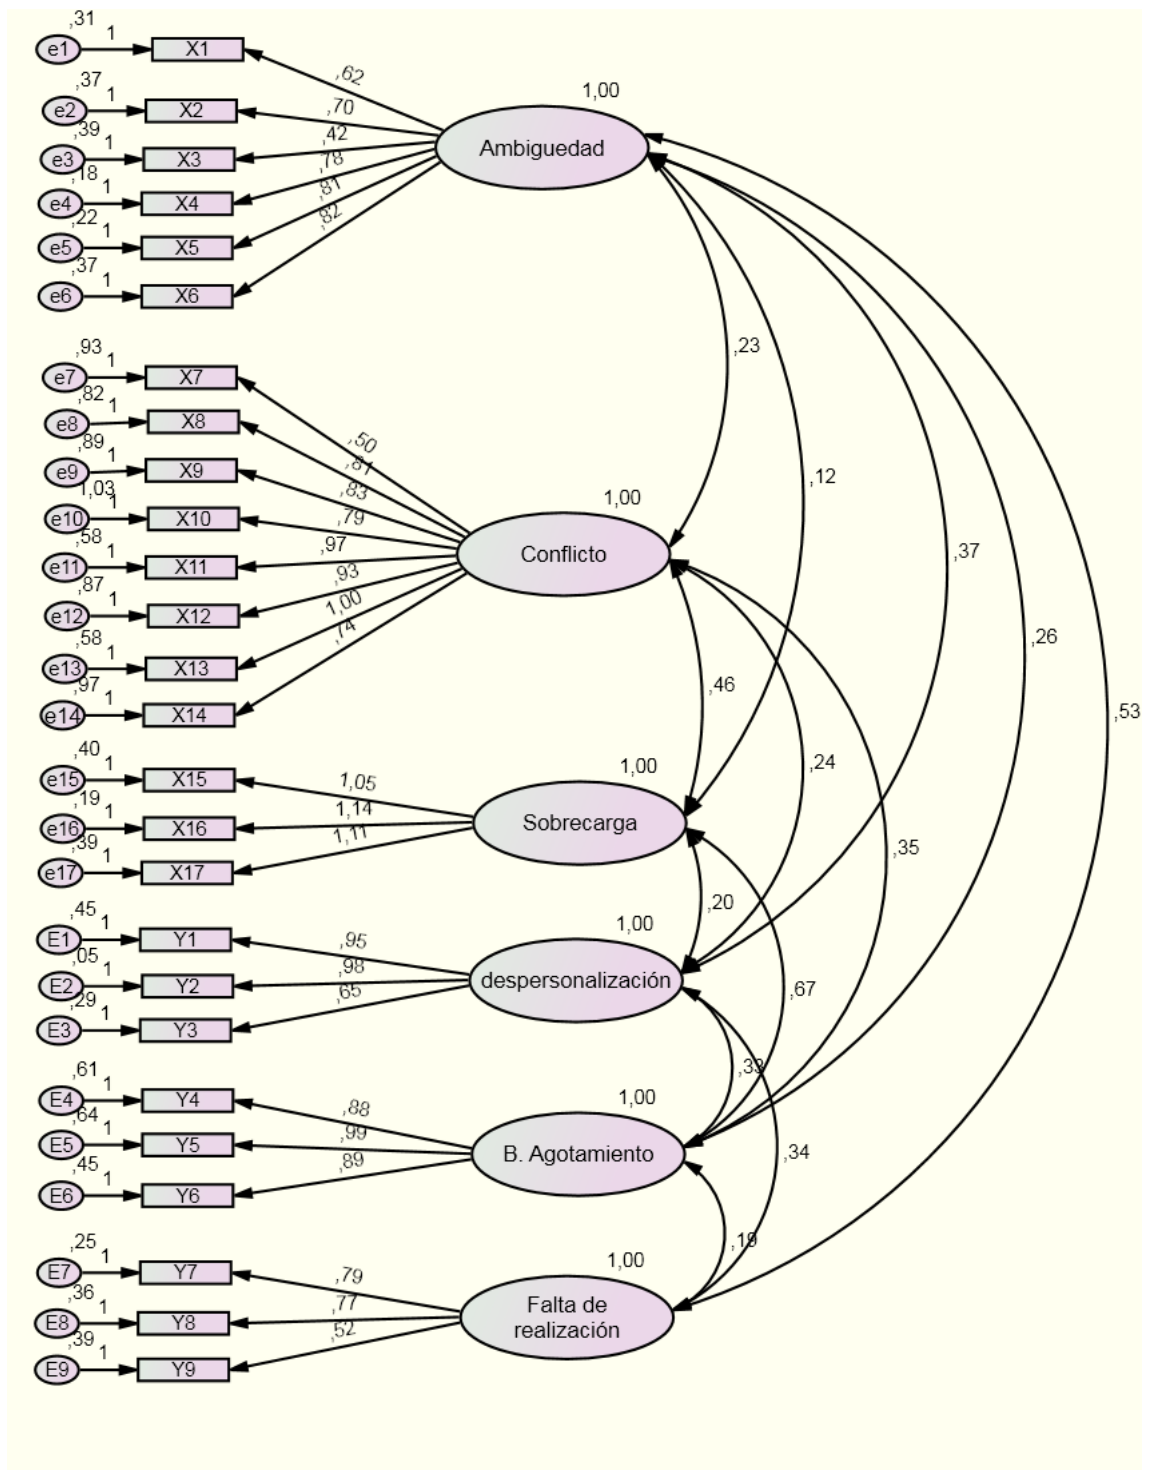 ,31
e1 1 X1
,62
,37
e2 1 X2
,70
1,00
,39
e3 1 X3
,42
Ambiguedad
,18
e4 1 X4
,78
,22
e5 1 X5
,81
,37
e6 1 X6
,82
,23
,93
e7 1 X7
,50
,82
e8 1 X8
,81
,89
e9 1 X9
,83
,12
1,03
e10 1 X10
,79
1,00
,58
e11 1 X11
,97
Conflicto
,37
,87
e12 1 X12
,93
,26
,58
e13 1 X13
1,00
,97
e14 1 X14
,74
,46
,53
,40
e15 1 X15
1,05
1,00
,24
,19
e16 1 X16
1,14
Sobrecarga
,39
e17 1 X17
1,11
,35
,45
E1 1 Y1
,95
1,00
,20
,05
E2 1 Y2
,98
despersonalización
,67
,29
E3 1 Y3
,65
,33
,61
E4 1 Y4
,88
1,00
,64
E5 1 Y5
,99
B. Agotamiento
,34
,45
E6 1 Y6
,89
,19
,25
E7 1 Y7
,79
1,00
,36
E8 1 Y8
,77
Falta de
realización
,39
E9 1 Y9
,52